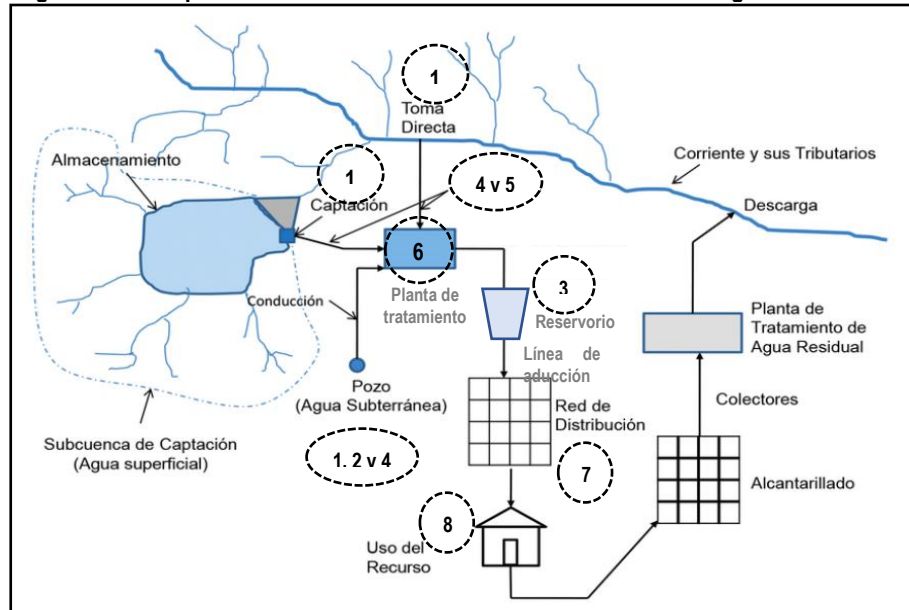 1
Toma
Directa
Almacenamiento
1
Captación
4 v 5
Corriente y sus Tributarios
Descarga
6
Planta de
tratamiento
Conducción
3
Reservorio
Línea de
aducción
Planta de
Tratamiento de
Agua Residual
Pozo
(Agua Subterránea)
Red de
Distribución
Colectores
Subcuenca de Captación
(Agua superficial)
1. 2 v 4
7
Alcantarillado
8
Uso del
Recurso